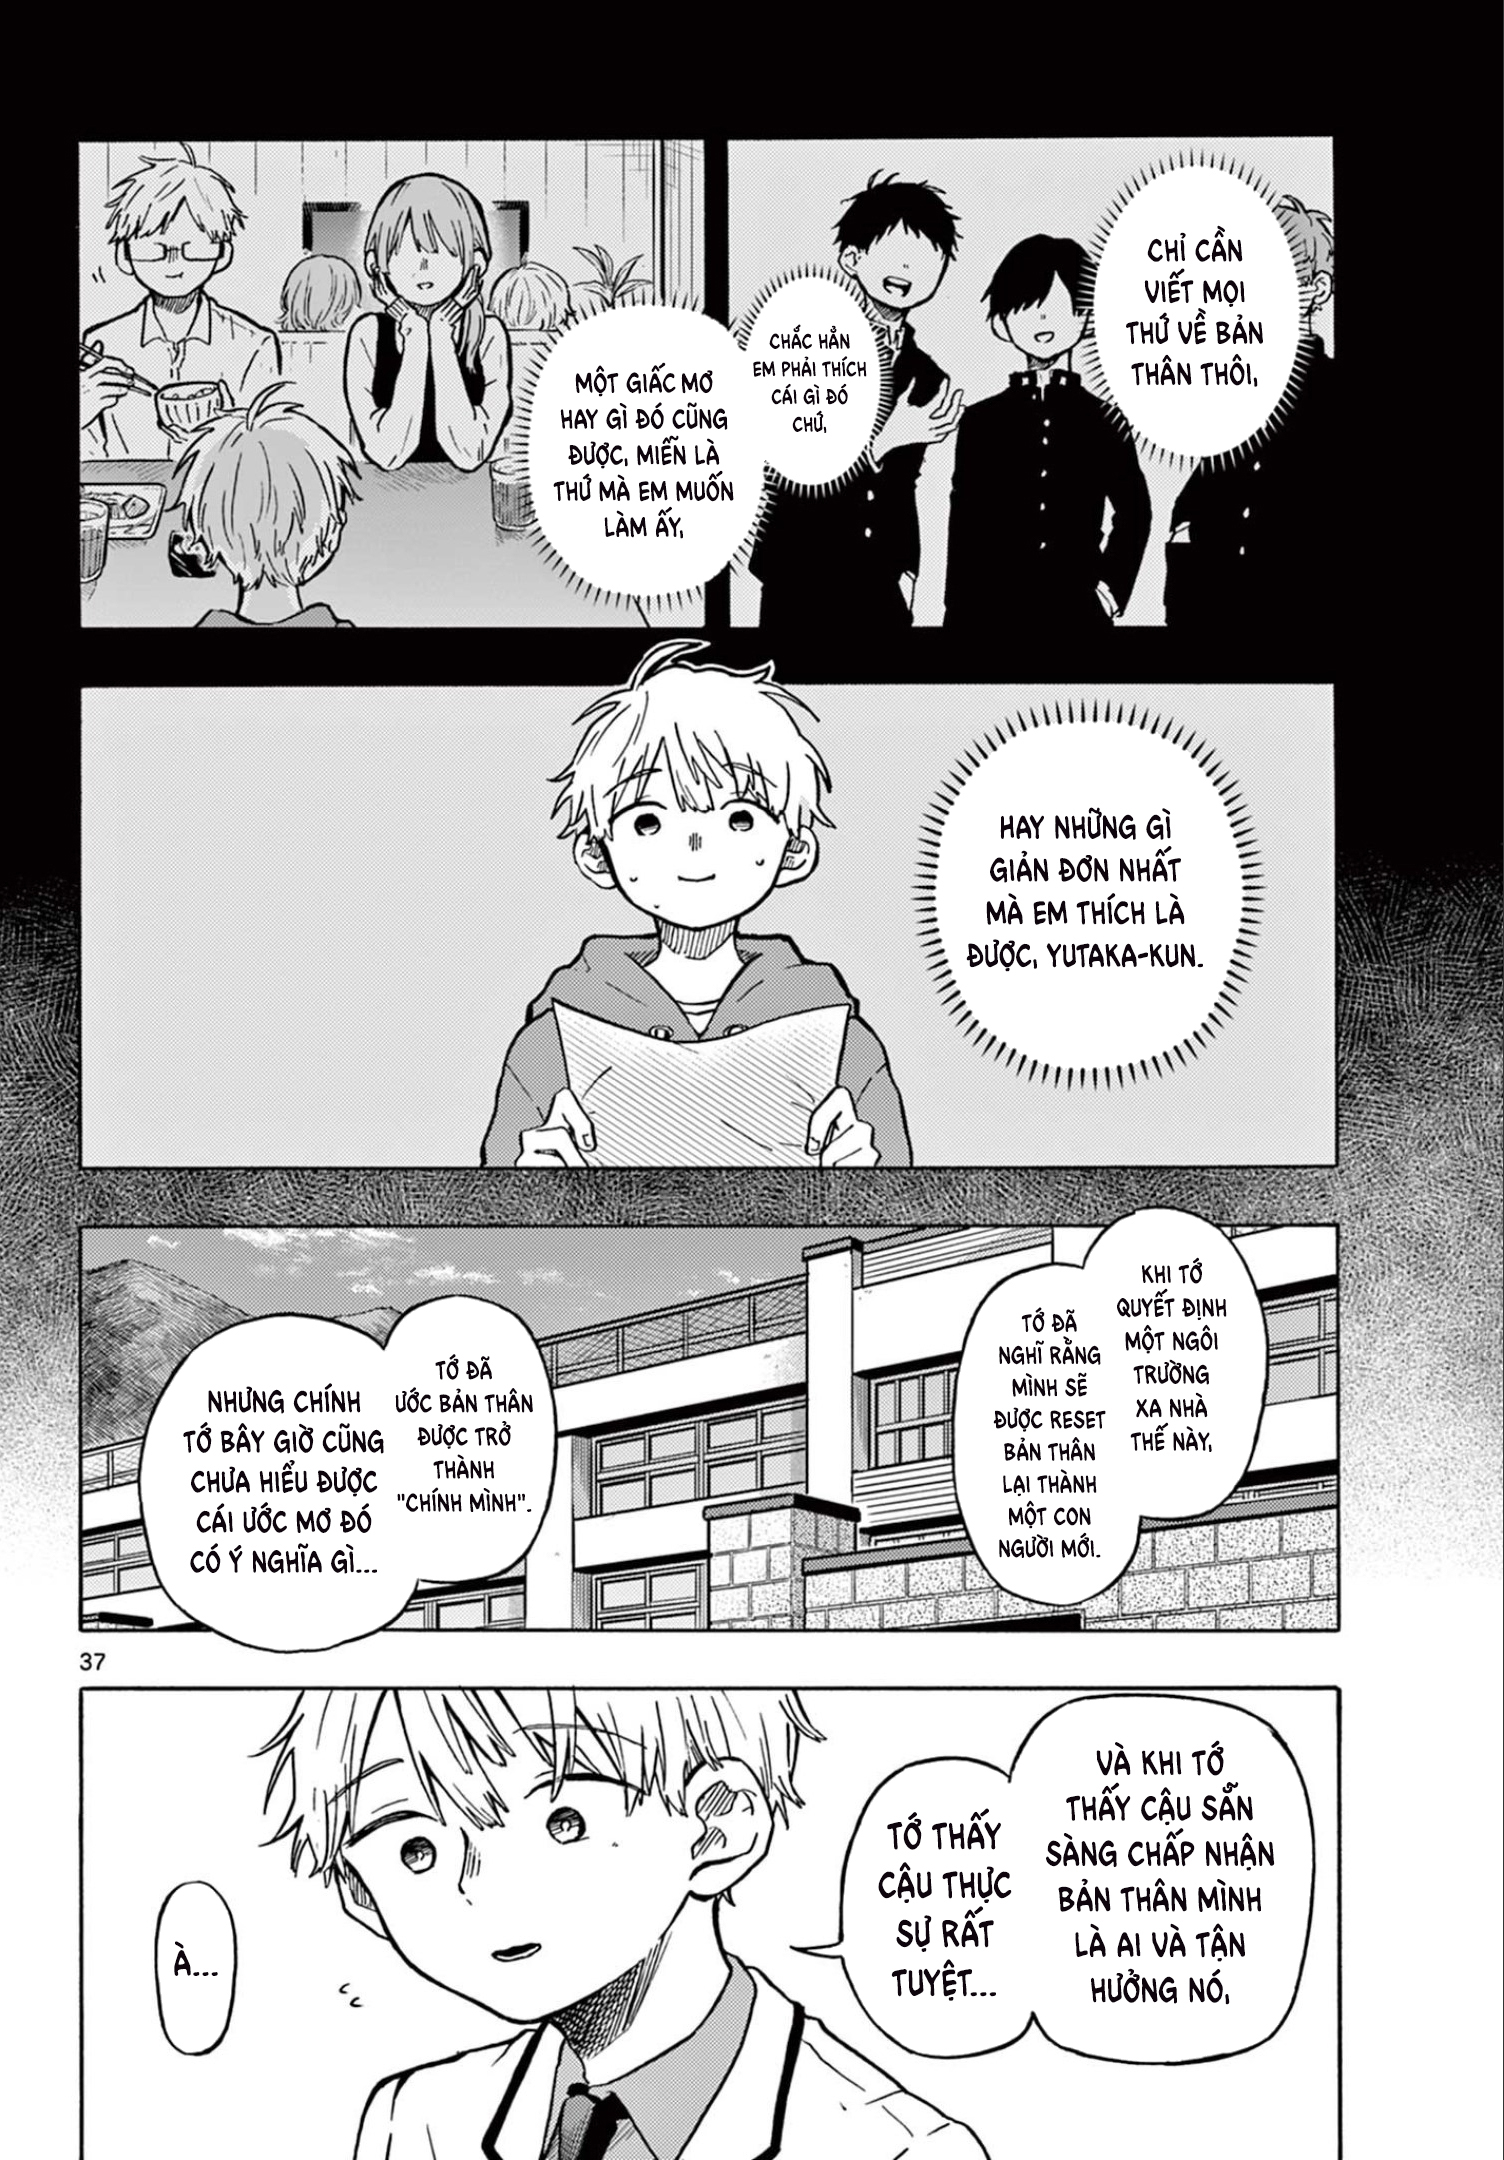 CHỈ CẦN
VIẾT MỌI
THỨ VỀ BẢN
THÂN THÔI,
CHẮC HẲN
EM PHẢI THÍCH
CÁI GÌ ĐÓ
CHỨ,
MỘT GIẤC MƠ
HAY GÌ ĐÓ CŨNG
ĐƯỢC, MIỄN LÀ
THỨ MÀ EM MUỐN
LÀM ẤY,
HAY NHỮNG GÌ
GIẢN ĐƠN NHẤT
MÀ EM THÍCH LÀ
ĐƯỢC, YUTAKA-KUN.
KHI TỚ
QUYẾT ĐỊNH
MỘT NGÔI
TRƯỜNG
XA NHÀ
THẾ NÀY,
TỚ ĐÃ
NGHĨ RẰNG
MÌNH SẼ
ĐƯỢC RESET
BẢN THÂN
LẠI THÀNH
MỘT CON
NGƯỜI MỚI.
TỚ ĐÃ
ƯỚC BẢN THÂN
ĐƯỢC TRỞ
THÀNH
"CHÍNH MÌNH".
NHƯNG CHÍNH
TỚ BÂY GIỜ CŨNG
CHƯA HIỂU ĐƯỢC
CÁI ƯỚC MƠ ĐÓ
CÓ Ý NGHĨA GÌ...
37
VÀ KHI TỚ
THẤY CẬU SẴN
SÀNG CHẤP NHẬN
BẢN THÂN MÌNH
LÀ AI VÀ TẬN
HƯỞNG NÓ,
TỚ THẤY
CẬU THỰC
SỰ RẤT
TUYỆT...
À...